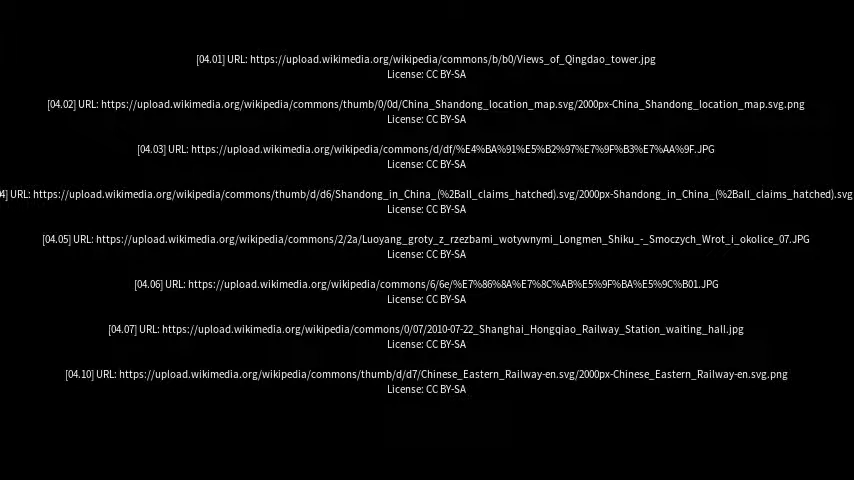 [04.01] URL: https://upload.wikimedia.org/wikipedia/commons/b/b0/Views_of_Qingdao_tower.jpg
License: CC BY-SA
[04.02] URL: https://upload.wikimedia.org/wikipedia/commons/thumb/0/0d/China_Shandong_location_map.svg/2000px-China_Shandong_location_map.svg.png
License: CC BY-SA
[04.03] URL: https://upload.wikimedia.org/wikipedia/commons/d/df/%E4%BA%91%E5%B2%97%E7%9F%B3%E7%AA%9F.JPG
License: CC BY-SA
4] URL: https://upload.wikimedia.org/wikipedia/commons/thumb/d/d6/Shandong_in_China_(%2Ball_claims_hatched).svg/2000px-Shandong_in_China_(%2Ball_claims_hatched).svg
License: CC BY-SA
[04.05] URL: https://upload.wikimedia.org/wikipedia/commons/2/2a/Luoyang_groty_z_rzezbami_wotywnymi_Longmen_Shiku_-_Smoczych_Wrot_i_okolice_07.JPG
License: CC BY-SA
[04.06] URL: https://upload.wikimedia.org/wikipedia/commons/6/6e/%E7%86%8A%E7%8C%AB%E5%9F%BA%E5%9C%B01.JPG
License: CC BY-SA
[04.07] URL: https://upload.wikimedia.org/wikipedia/commons/0/07/2010-07-22_Shanghai_Hongqiao_Railway_Station_waiting_hall.jpg
License: CC BY-SA
[04.10] URL: https://upload.wikimedia.org/wikipedia/commons/thumb/d/d7/Chinese_Eastern_Railway-en.svg/2000px-Chinese_Eastern_Railway-en.svg.png
License: CC BY-SA